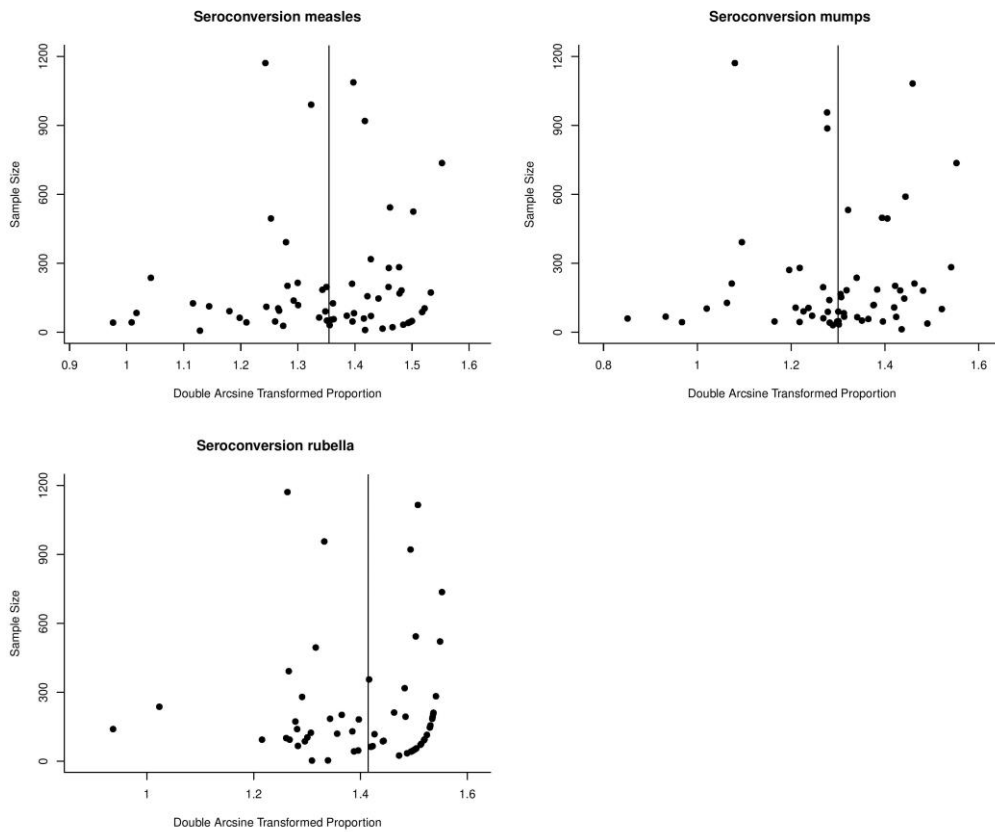 Seroconversion measles
Sample Size
1200
900
600
300
0
0.9 1 1.1 1.2 1.3 1.4 1.5 1.6
Double Arcsine Transformed Proportion
Seroconversion mumps
Sample Size
1200
900
600
300
0
0.8 1 1.2 1.4 1.6
Double Arcsine Transformed Proportion
Seroconversion rubella
Sample Size
1200
900
600
300
0
1 1.2 1.4 1.6
Double Arcsine Transformed Proportion